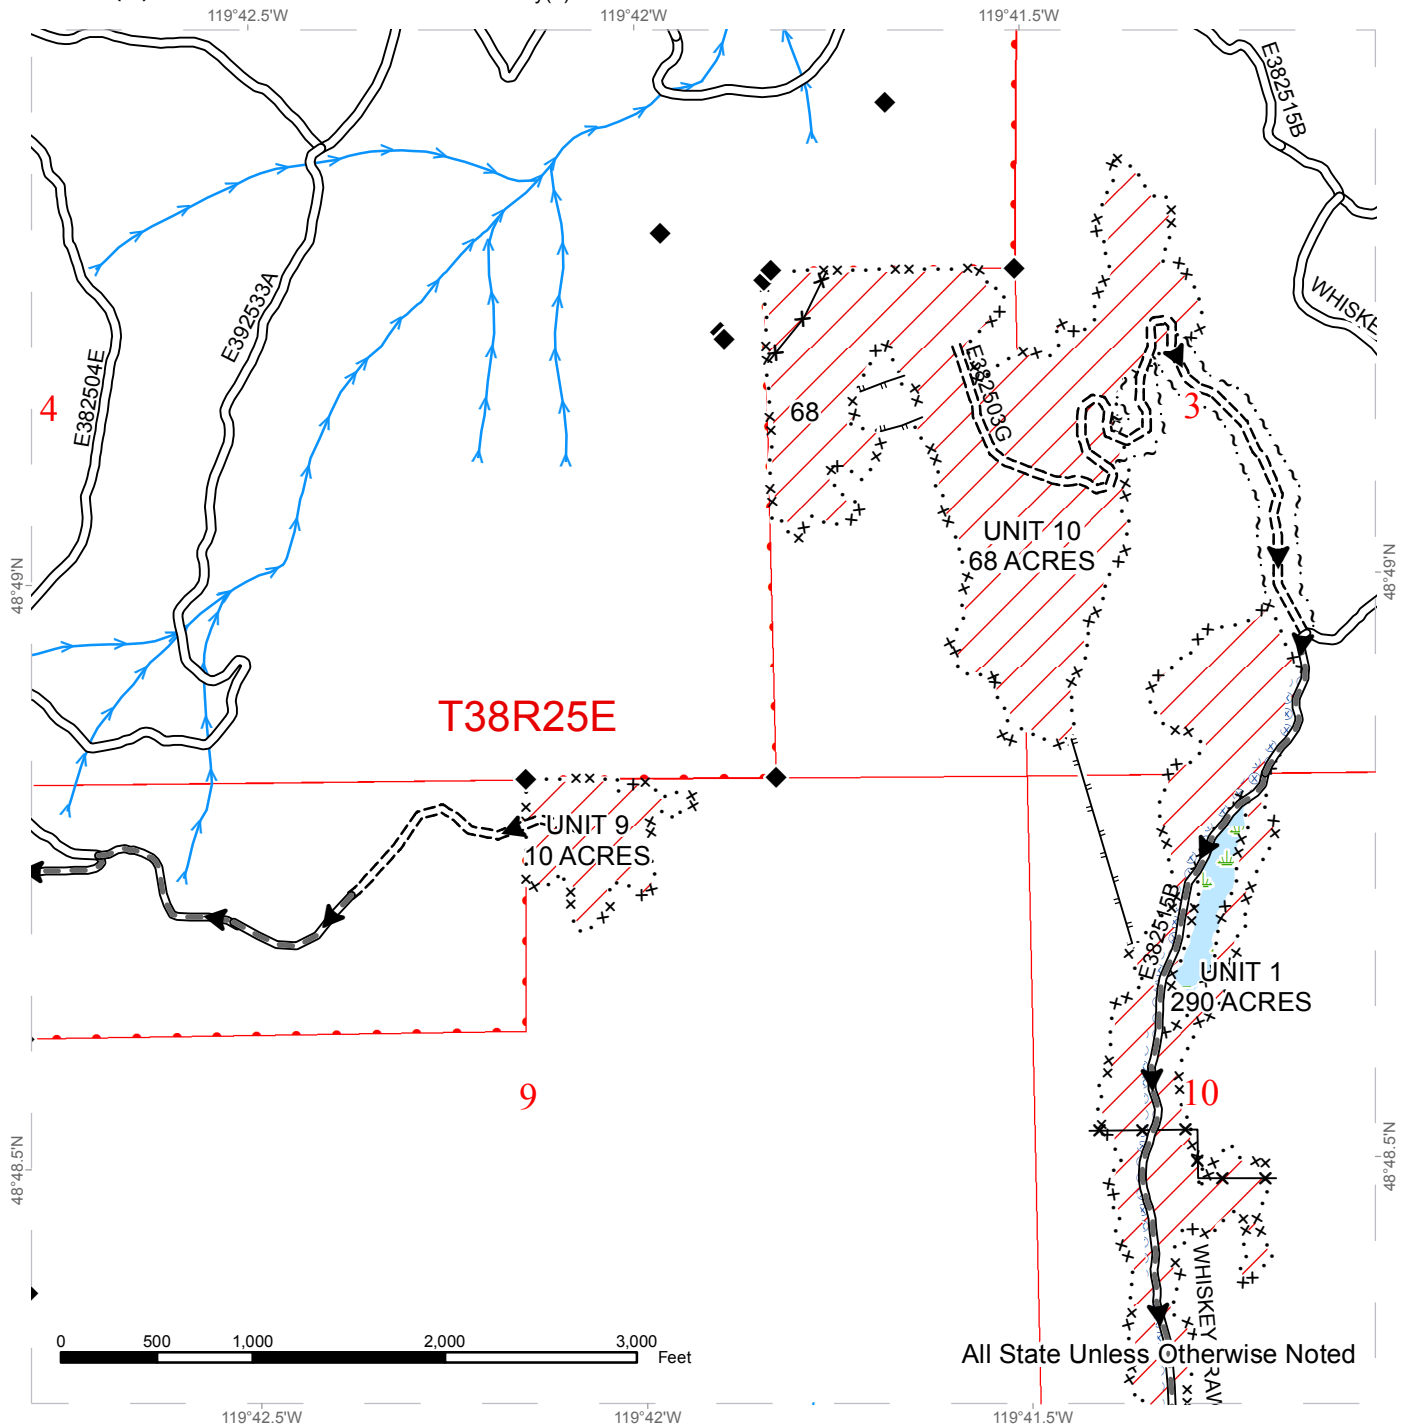 119°42.5'W
119°42'W
119°41.5'W
E382515B
WHISKE
E392533A
E382504E
4
68
E382503G
3
UNIT 10
68 ACRES
48°49'N
48°49'N
T38R25E
UNIT 9
10 ACRES
E382515B
UNIT 1
290 ACRES
9
10
48°48.5'N
48°48.5'N
WHISKEY
RAW
0
500
1,000
2,000
3,000
Feet
All State Unless Otherwise Noted
119°42.5'W
119°42'W
119°41.5'W